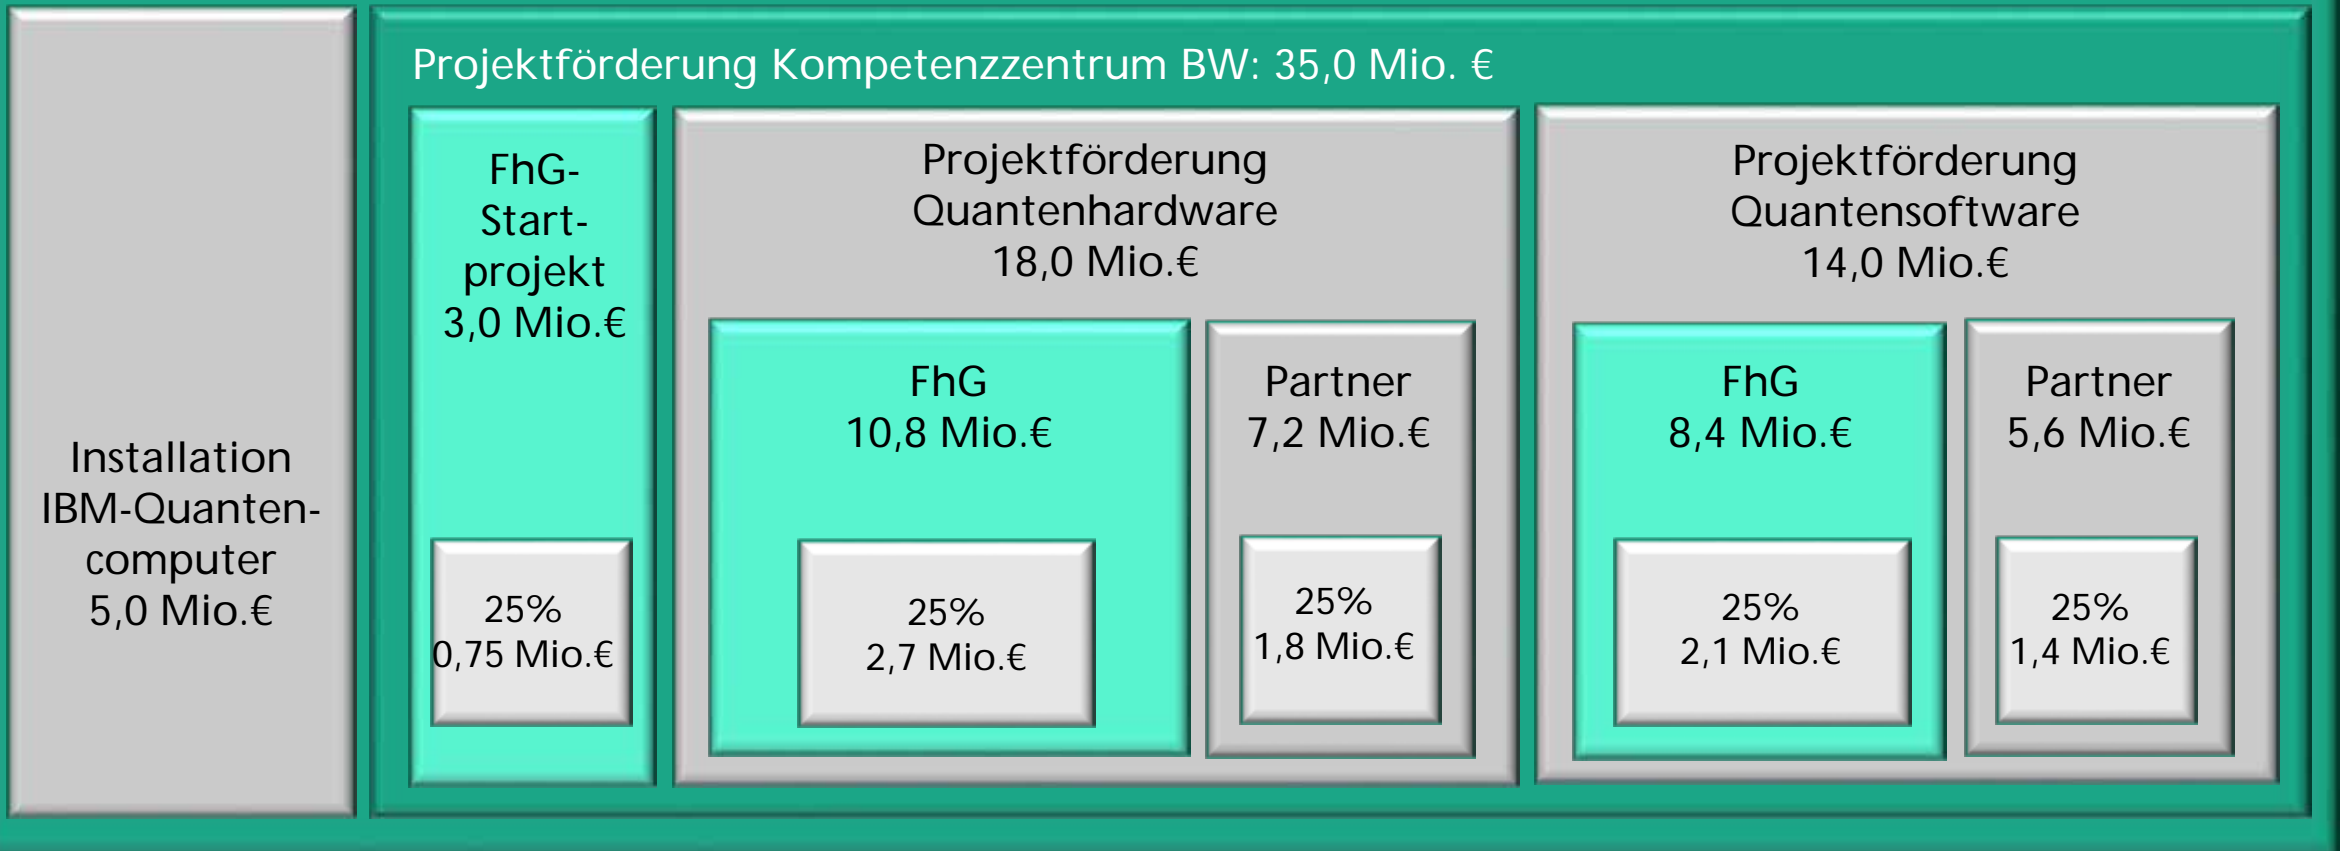 Installation
IBM-Quanten-
computer
5,0 Mio.€
Projektförderung Kompetenzzentrum BW: 35,0 Mio. €
FhG-
Start-
projekt
3,0 Mio.€
25%
0,75 Mio.€
Projektförderung
Quantenhardware
18,0 Mio.€
FhG
10,8 Mio.€
25%
2,7 Mio.€
Partner
7,2 Mio.€
25%
1,8 Mio.€
Projektförderung
Quantensoftware
14,0 Mio.€
FhG
8,4 Mio.€
25%
2,1 Mio.€
Partner
5,6 Mio.€
25%
1,4 Mio.€